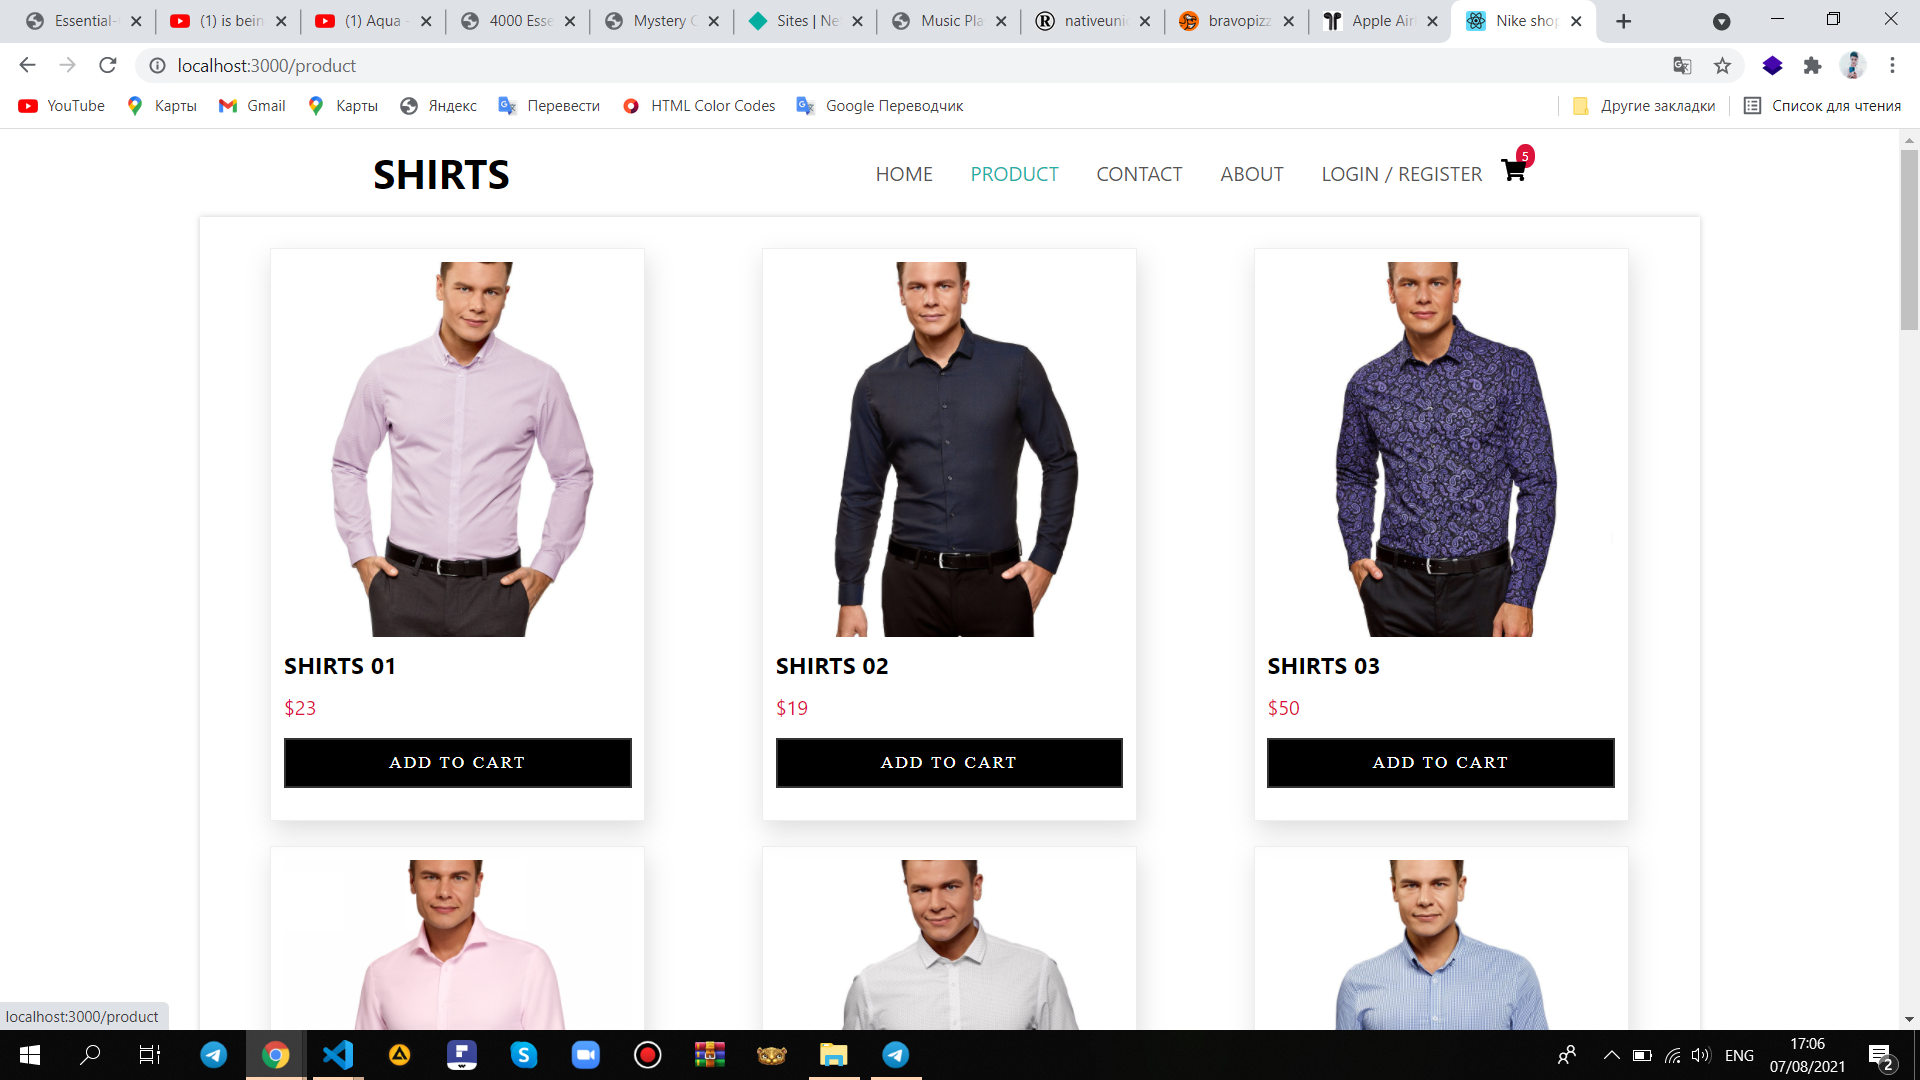 Essential-
(1) is bein
(1) Aqua -
4000 Esse
Mystery
Sites | Ne
Music Pla
nativeuni
bravopizz
Apple Air
Nike shop
localhost:3000/product
YouTube
Карты
Gmail
Карты
Яндекс
Перевести
HTML Color Codes
Google Переводчик
Другие закладки
Список для чтения
SHIRTS
HOME
PRODUCT
CONTACT
ABOUT
LOGIN / REGISTER
5
SHIRTS 01
$23
ADD TO CART
SHIRTS 02
$19
ADD TO CART
SHIRTS 03
$50
ADD TO CART
localhost:3000/product
ENG
17:06
07/08/2021
2